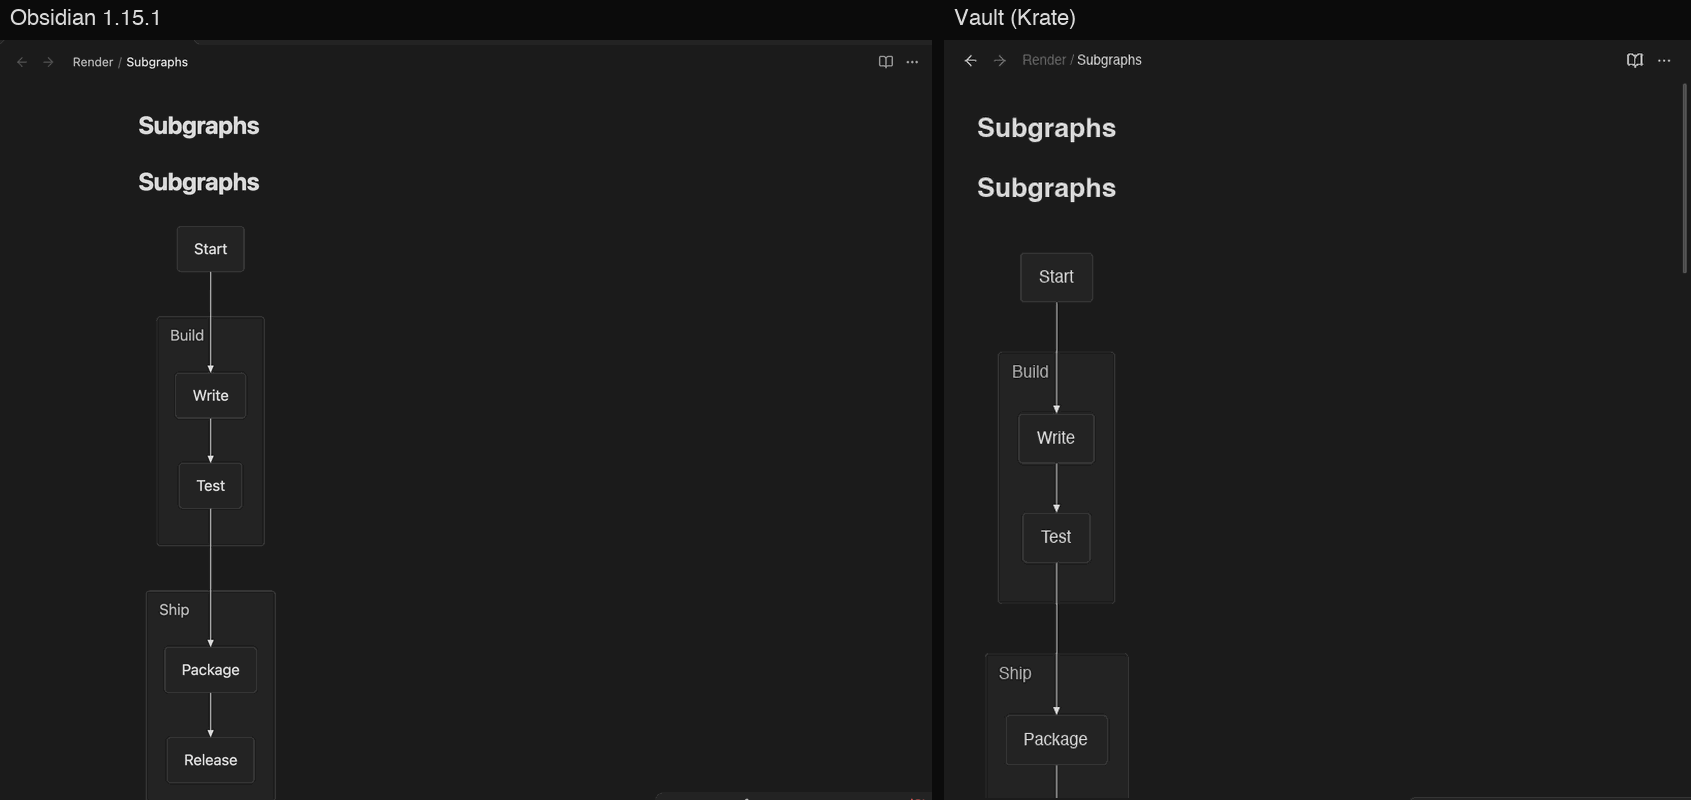 Obsidian 1.15.1
Render / Subgraphs
Subgraphs
Subgraphs
Start
Build
Write
Test
Ship
Package
Release
Vault (Krate)
Render / Subgraphs
Subgraphs
Subgraphs
Start
Build
Write
Test
Ship
Package